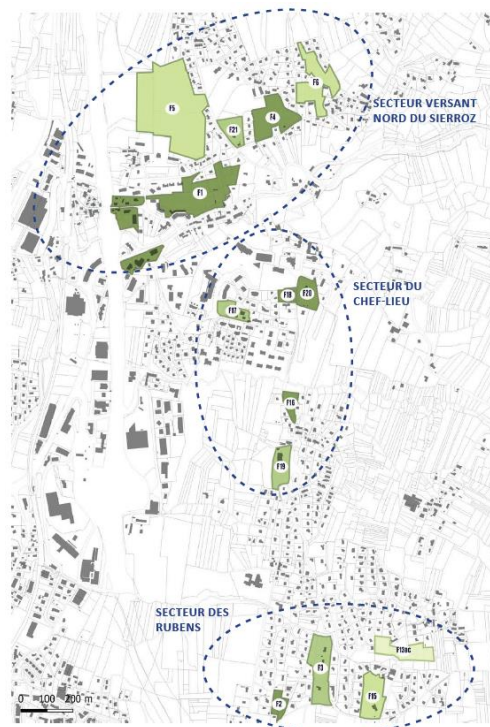 F6
F5
SECTEUR VERSANT
NORD DU SIERROZ
F4
F21
F1
SECTEUR DU
CHEF-LIEU
F18
F20
F17
F16
F19
SECTEUR DES
RUBENS
F13BC
F3
F15
F2
0 100 200 m